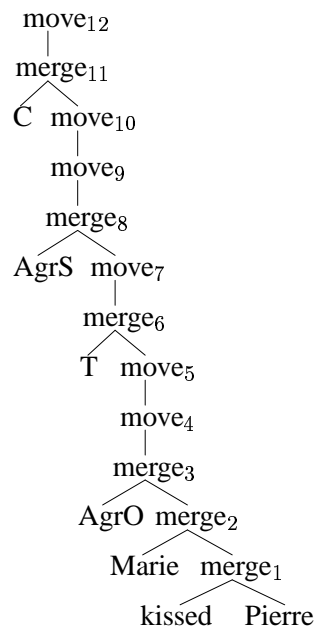 move₁₂
merge₁₁
C move₁₀
move₉
merge₈
AgrS move₇
merge₆
T move₅
move₄
merge₃
AgrO merge₂
Marie merge₁
kissed Pierre